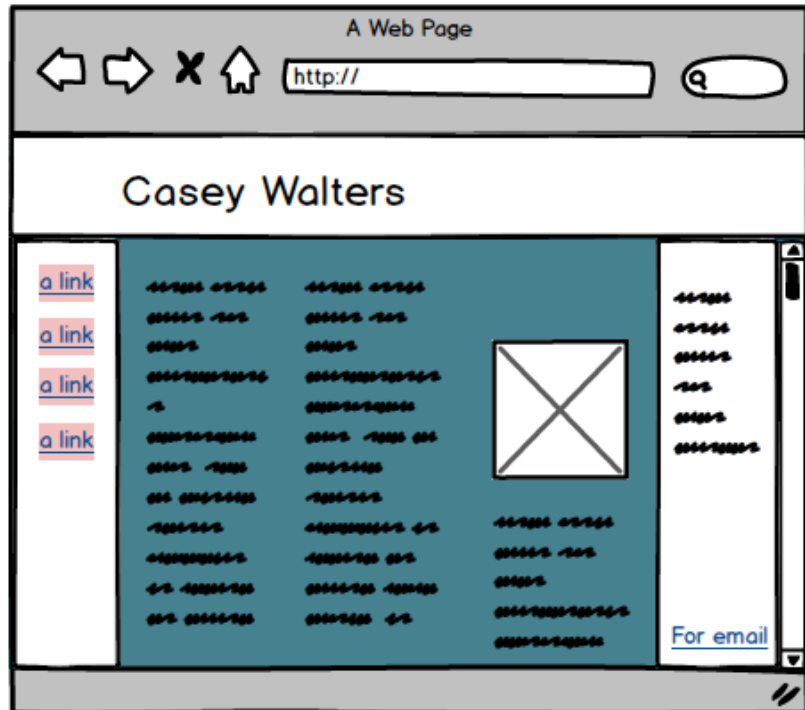 A Web Page
http://
Casey Walters
a link
a link
a link
a link
For email